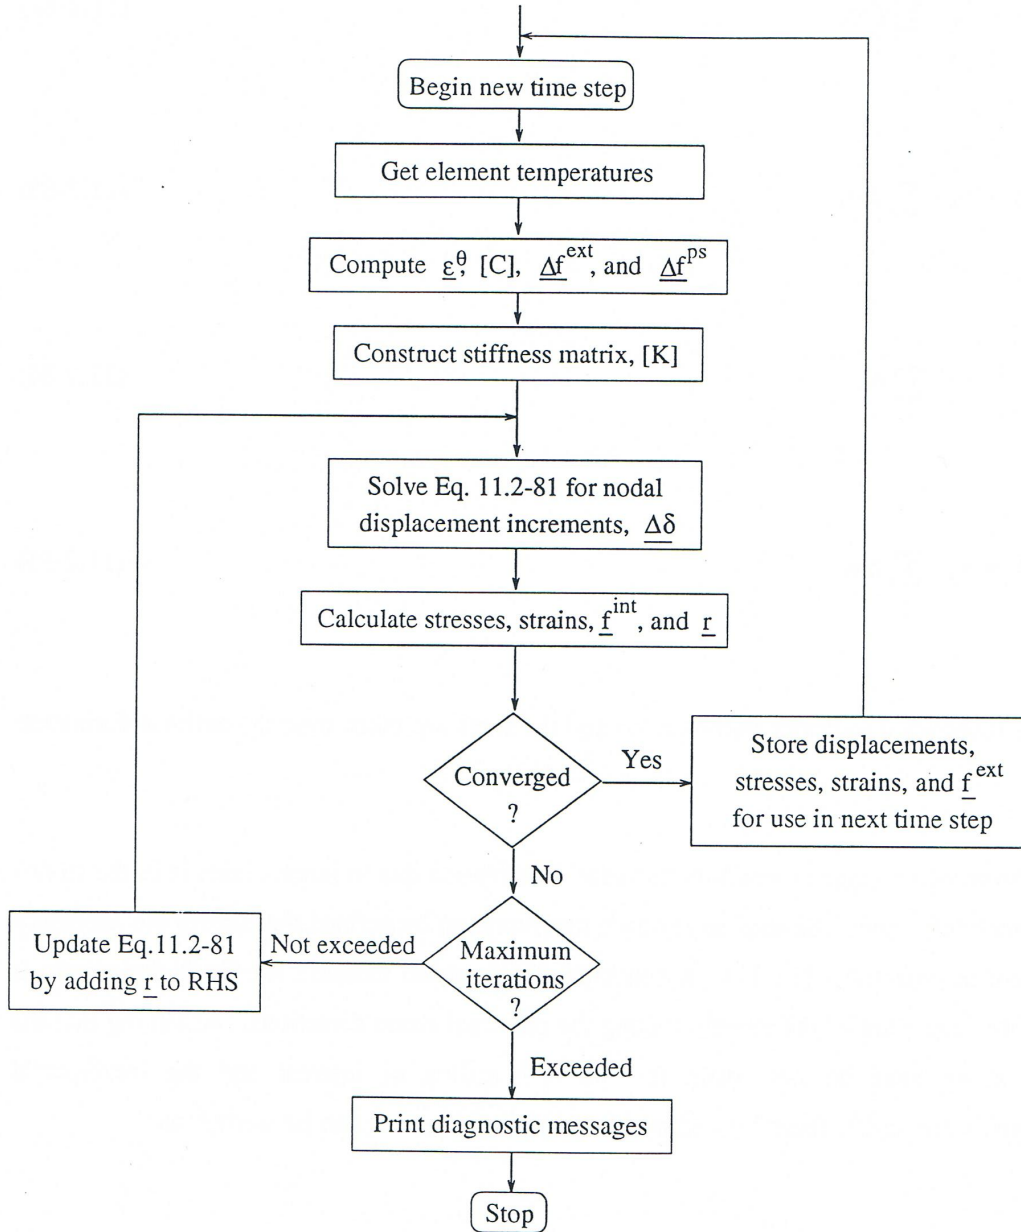 Begin new time step
Get element temperatures
Compute ε^θ, [C], Δf^ext, and Δf^ps
Construct stiffness matrix, [K]
Solve Eq. 11.2-81 for nodal
displacement increments, Δδ
Calculate stresses, strains, f^int, and r
Converged
?
Yes
Store displacements,
stresses, strains, and f^ext
for use in next time step
No
Maximum
iterations
?
Not exceeded
Update Eq.11.2-81
by adding r to RHS
Exceeded
Print diagnostic messages
Stop